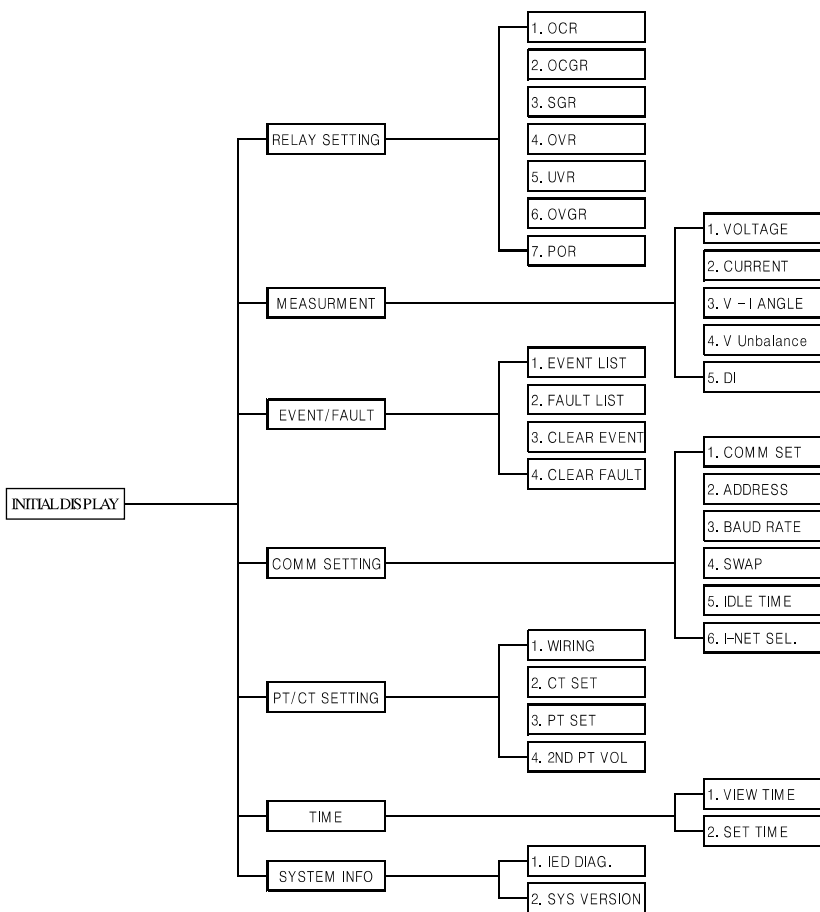 INITIAL DISPLAY
RELAY SETTING
1. OCR
2. OCGR
3. SGR
4. OVR
5. UVR
6. OVGR
7. POR
MEASURMENT
1. VOLTAGE
2. CURRENT
3. V -I ANGLE
4. V Unbalance
5. DI
EVENT/FAULT
1. EVENT LIST
2. FAULT LIST
3. CLEAR EVENT
4. CLEAR FAULT
COMM SETTING
1. COMM SET
2. ADDRESS
3. BAUD RATE
4. SWAP
5. IDLE TIME
6. I-NET SEL.
PT/CT SETTING
1. WIRING
2. CT SET
3. PT SET
4. 2ND PT VOL
TIME
1. VIEW TIME
2. SET TIME
SYSTEM INFO
1. IED DIAG.
2. SYS VERSION